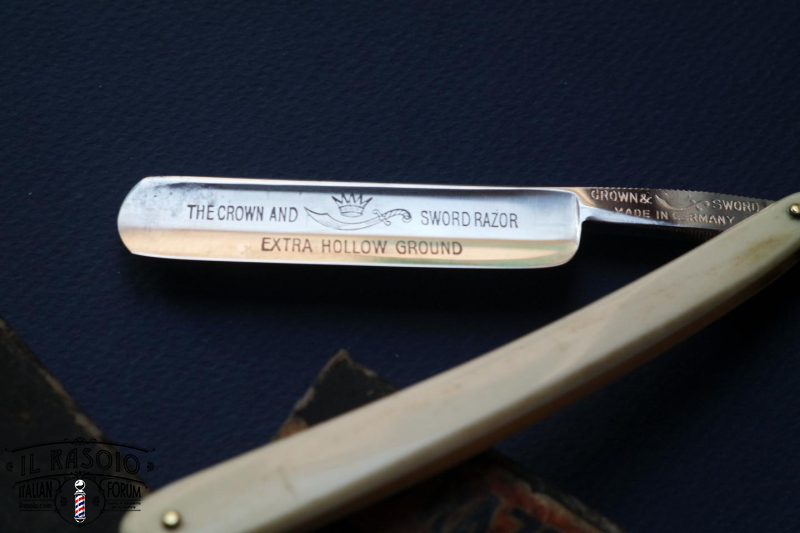 THE CROWN AND SWORD RAZOR
EXTRA HOLLOW GROUND
CROWN & SWORD
MADE IN GERMANY
IL RASOIO
ITALIAN FORUM